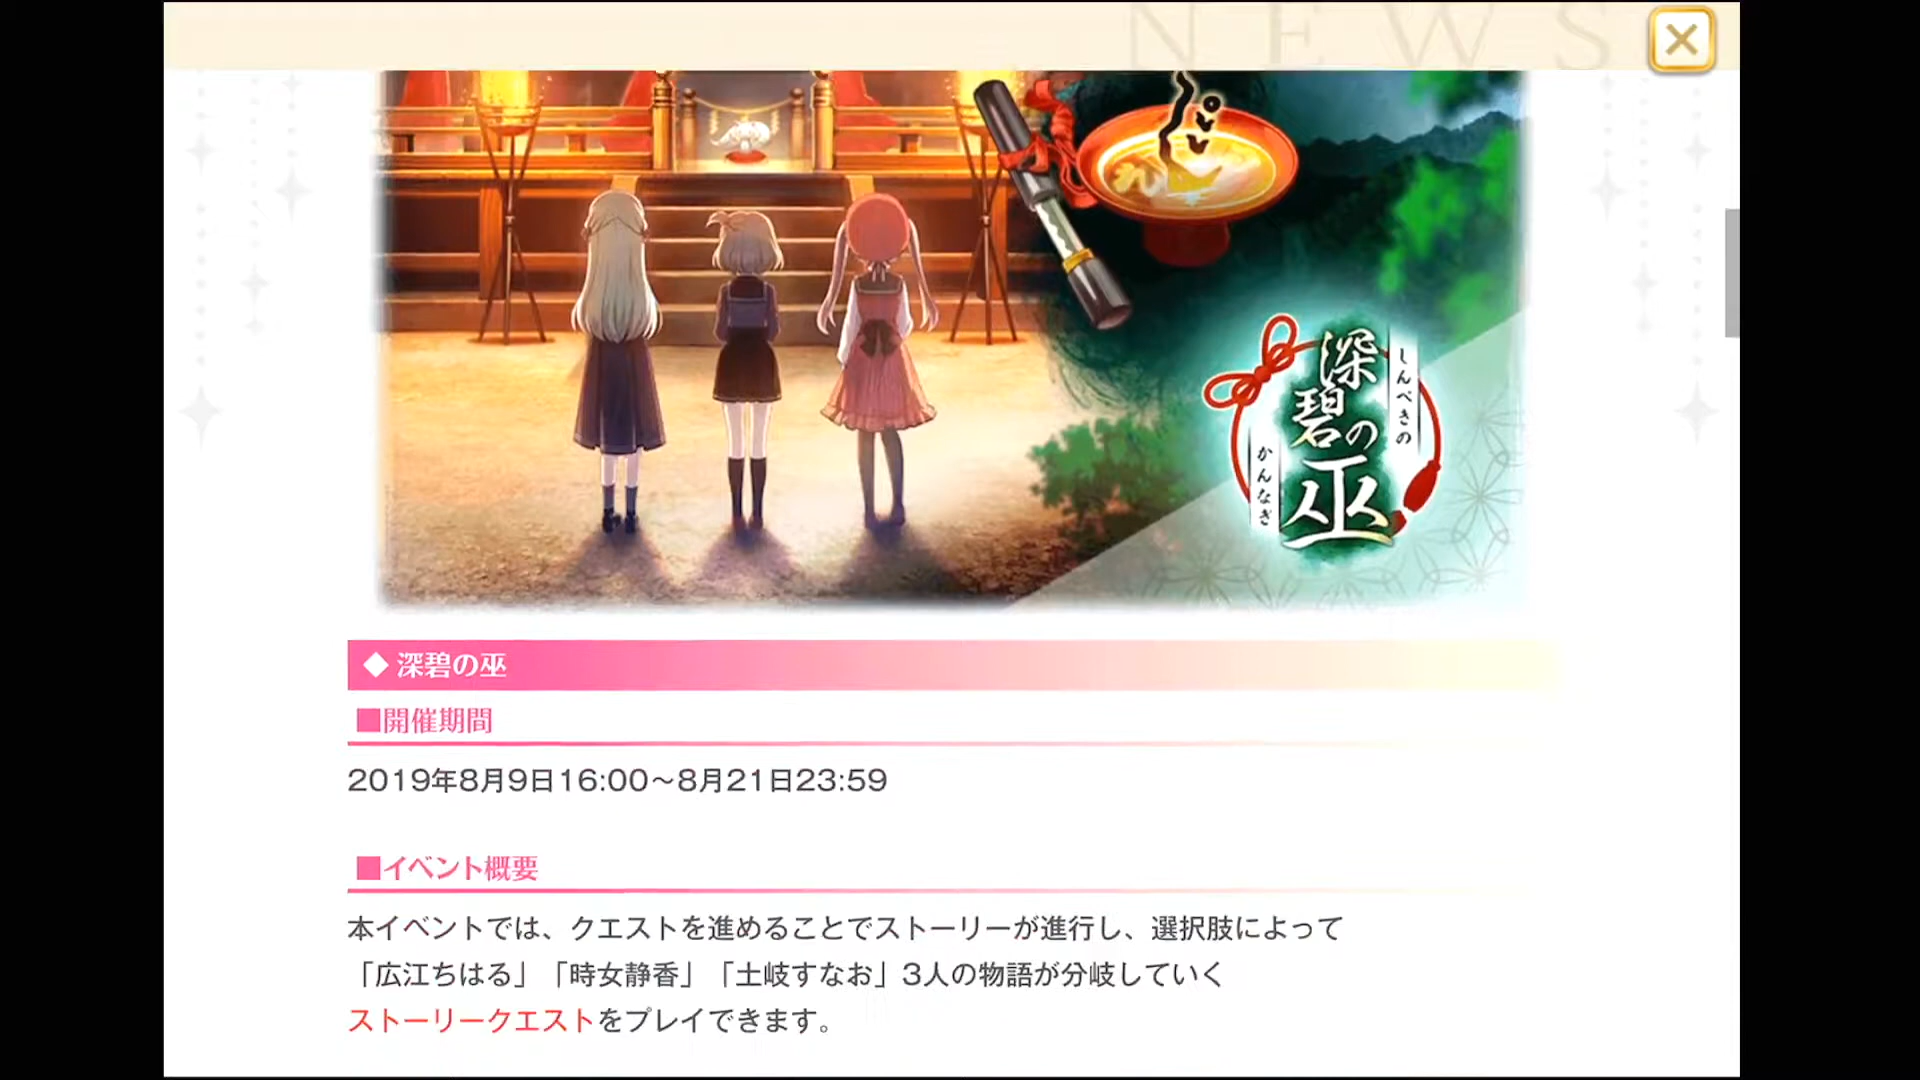 NEWS
深碧の巫
しんぺきの
かんなぎ
◆ 深碧の巫
■開催期間
2019年8月9日16:00～8月21日23:59
■イベント概要
本イベントでは、クエストを進めることでストーリーが進行し、選択肢によって
「広江ちはる」「時女静香」「土岐すなお」3人の物語が分岐していく
ストーリークエストをプレイできます。